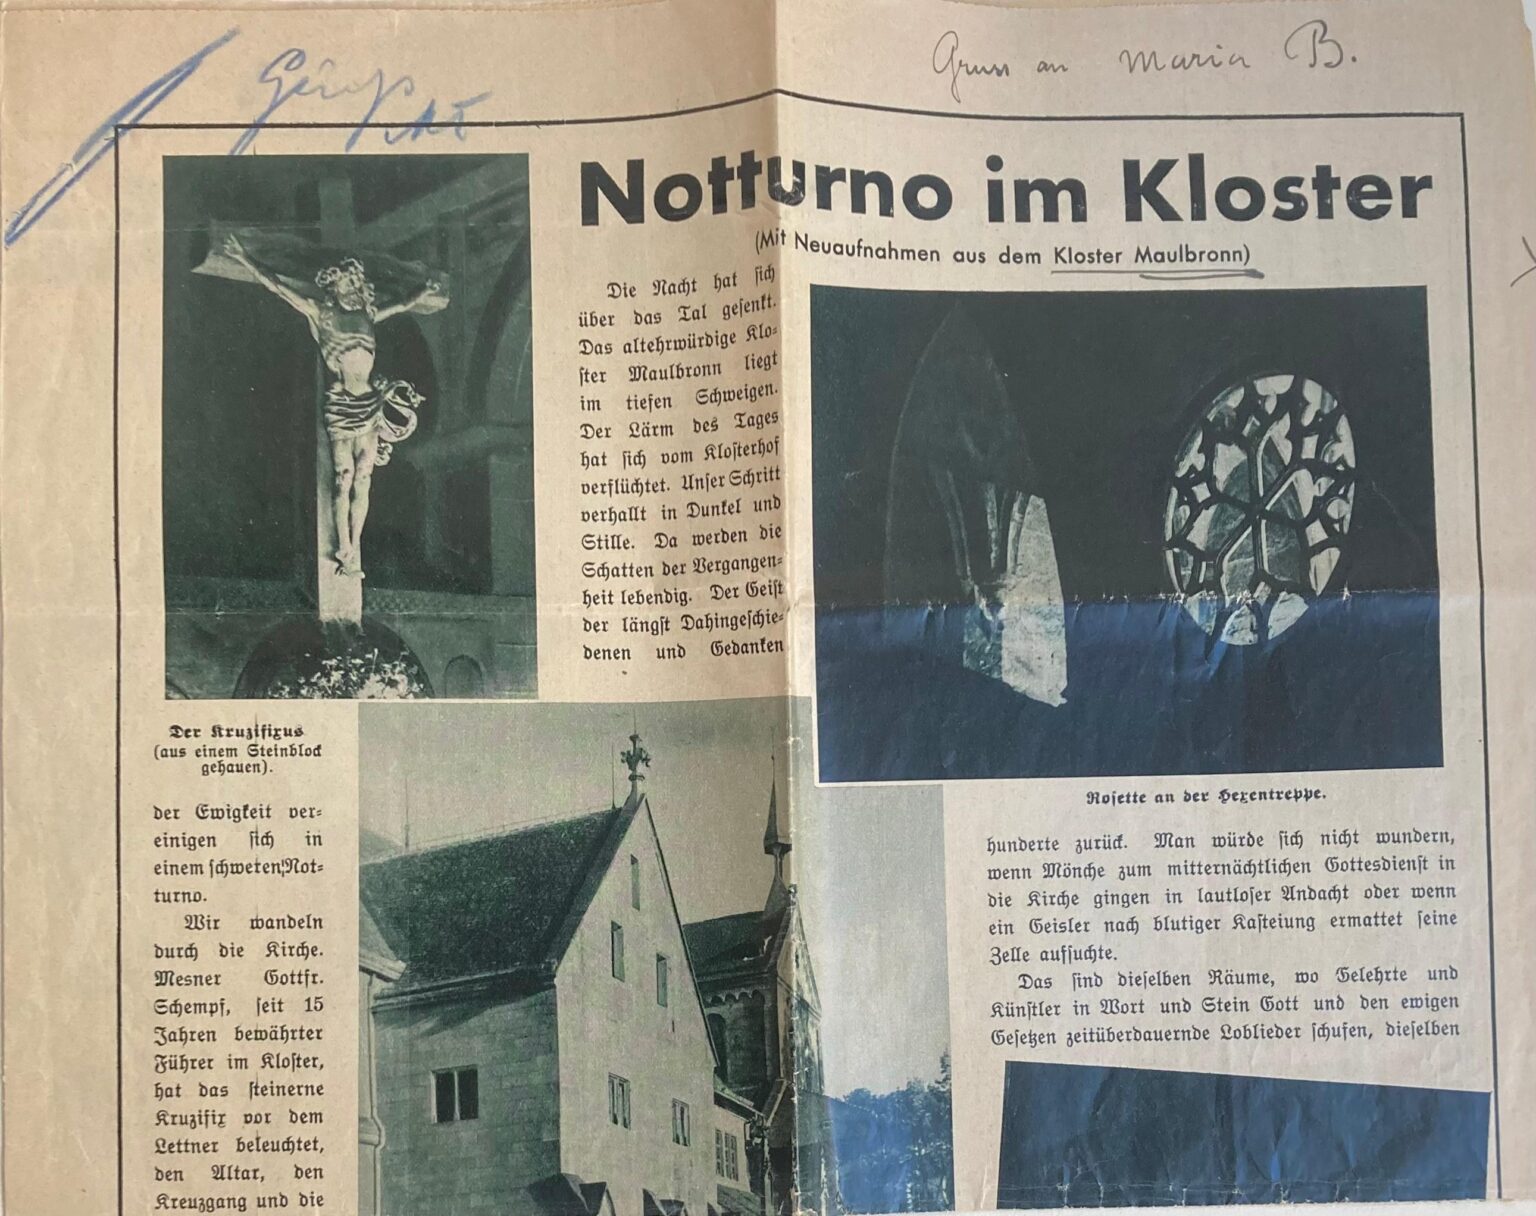 Gruss an Maria B.
Notturno im Kloster
(Mit Neuaufnahmen aus dem Kloster Maulbronn)
Die Nacht hat sich
über das Tal gesenkt.
Das altehrwürdige Klo-
ster Maulbronn liegt
im tiefen Schweigen.
Der Lärm des Tages
hat sich vom Klosterhof
verflüchtet. Unser Schritt
verhallt in Dunkel und
Stille. Da werden die
Schatten der Vergangen-
heit lebendig. Der Geist
der längst Dahingeschie-
denen und Gedanken
Der Kruzifixus
(aus einem Steinblock
gehauen).
der Ewigkeit ver-
einigen sich in
einem schweren Not-
turno.
Wir wandeln
durch die Kirche.
Mesner Gottfr.
Schempf, seit 15
Jahren bewährter
Führer im Kloster,
hat das steinerne
Kruzifix vor dem
Lettner beleuchtet,
den Altar, den
Kreuzgang und die
Rosette an der Hexentreppe.
hunderte zurück. Man würde sich nicht wundern,
wenn Mönche zum mitternächtlichen Gottesdienst in
die Kirche gingen in lautloser Andacht oder wenn
ein Geisler nach blutiger Kasteiung ermattet seine
Zelle aufsuchte.
Das sind dieselben Räume, wo Gelehrte und
Künstler in Wort und Stein Gott und den ewigen
Gesetzen zeitüberdauernde Loblieder schufen, dieselben